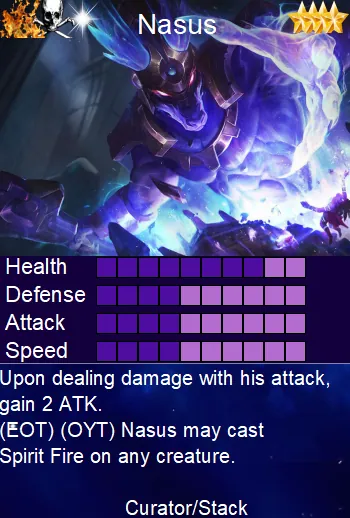 Nasus
Health
Defense
Attack
Speed
Upon dealing damage with his attack,
gain 2 ATK.
(EOT) (OYT) Nasus may cast
Spirit Fire on any creature.
Curator/Stack